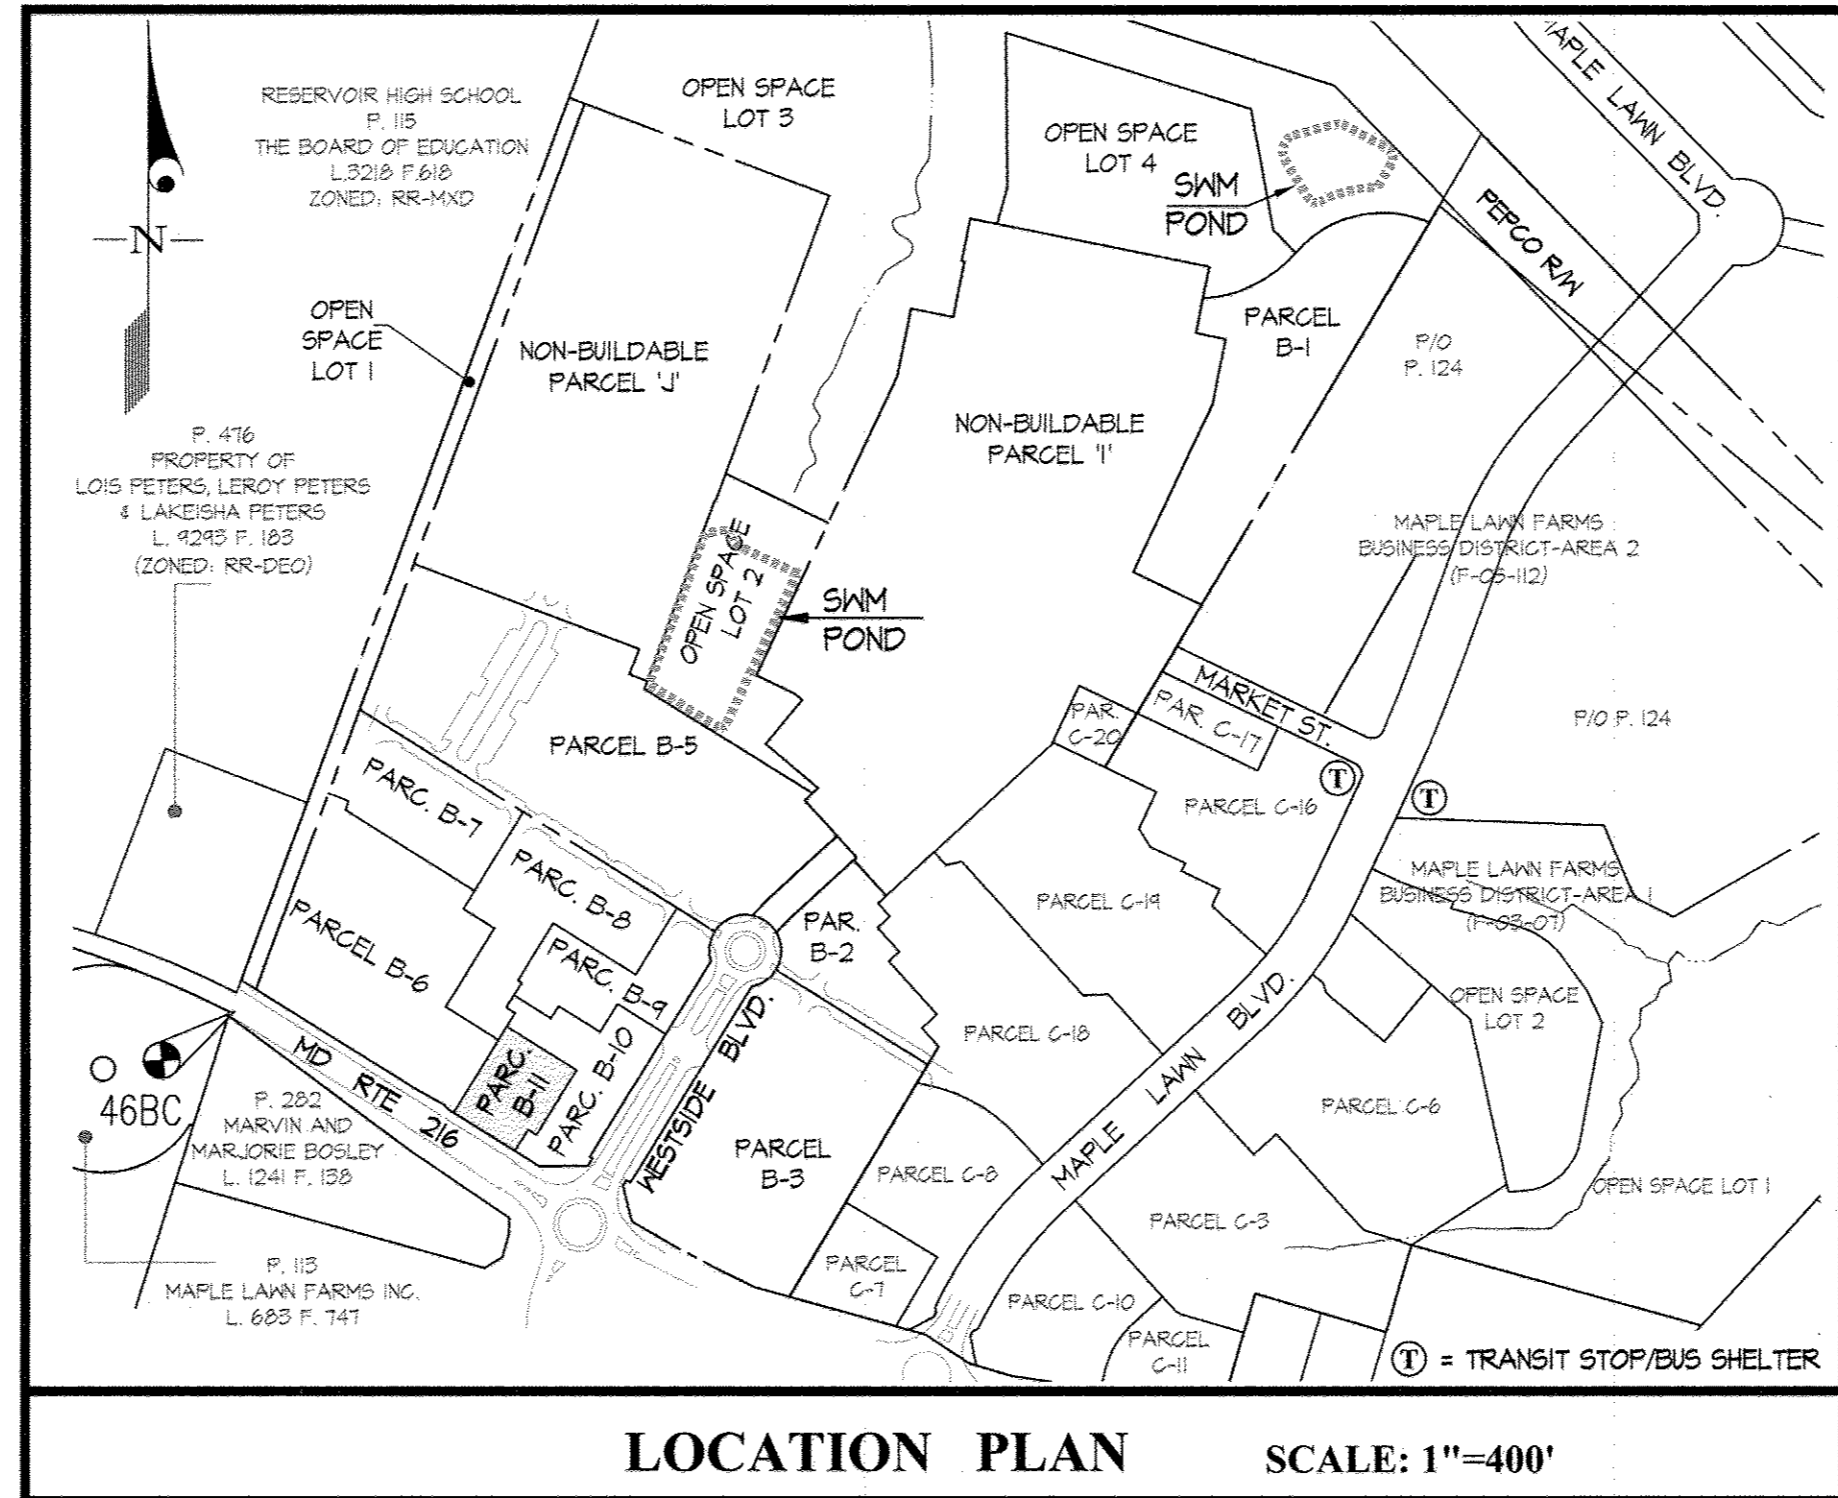 RESERVOIR HIGH SCHOOL
P. 115
THE BOARD OF EDUCATION
L.3218 F.618
ZONED: RR-MXD
N
OPEN SPACE
LOT 3
OPEN SPACE
LOT 4
SWM
POND
MAPLE LAWN BLVD.
PEPCO R/W
OPEN
SPACE
LOT 1
NON-BUILDABLE
PARCEL 'J'
PARCEL
B-1
P/O
P. 124
NON-BUILDABLE
PARCEL 'I'
P. 476
PROPERTY OF
LOIS PETERS, LEROY PETERS
& LAKEISHA PETERS
L. 9293 F. 183
(ZONED: RR-DEO)
MAPLE LAWN FARMS
BUSINESS DISTRICT-AREA 2
(F-05-112)
OPEN SPACE
LOT 2
SWM
POND
MARKET ST.
PAR.
C-20
PAR. C-17
P/O P. 124
PARCEL B-5
T
T
PARCEL C-16
PARC. B-7
PARC. B-8
PARCEL B-6
PARC. B-9
PAR.
B-2
PARCEL C-19
MAPLE LAWN FARMS
BUSINESS DISTRICT-AREA 1
(F-03-07)
OPEN SPACE
LOT 2
PARCEL C-18
MAPLE LAWN BLVD.
WESTSIDE BLVD.
PARC. B-10
PARC.
B-11
MD RTE 216
46BC
P. 282
MARVIN AND
MARJORIE BOSLEY
L. 1241 F. 138
PARCEL
B-3
PARCEL C-8
PARCEL C-6
OPEN SPACE LOT 1
PARCEL C-3
P. 113
MAPLE LAWN FARMS INC.
L. 683 F. 747
PARCEL
C-7
PARCEL C-10
PARCEL
C-11
T = TRANSIT STOP/BUS SHELTER
LOCATION PLAN
SCALE: 1"=400'